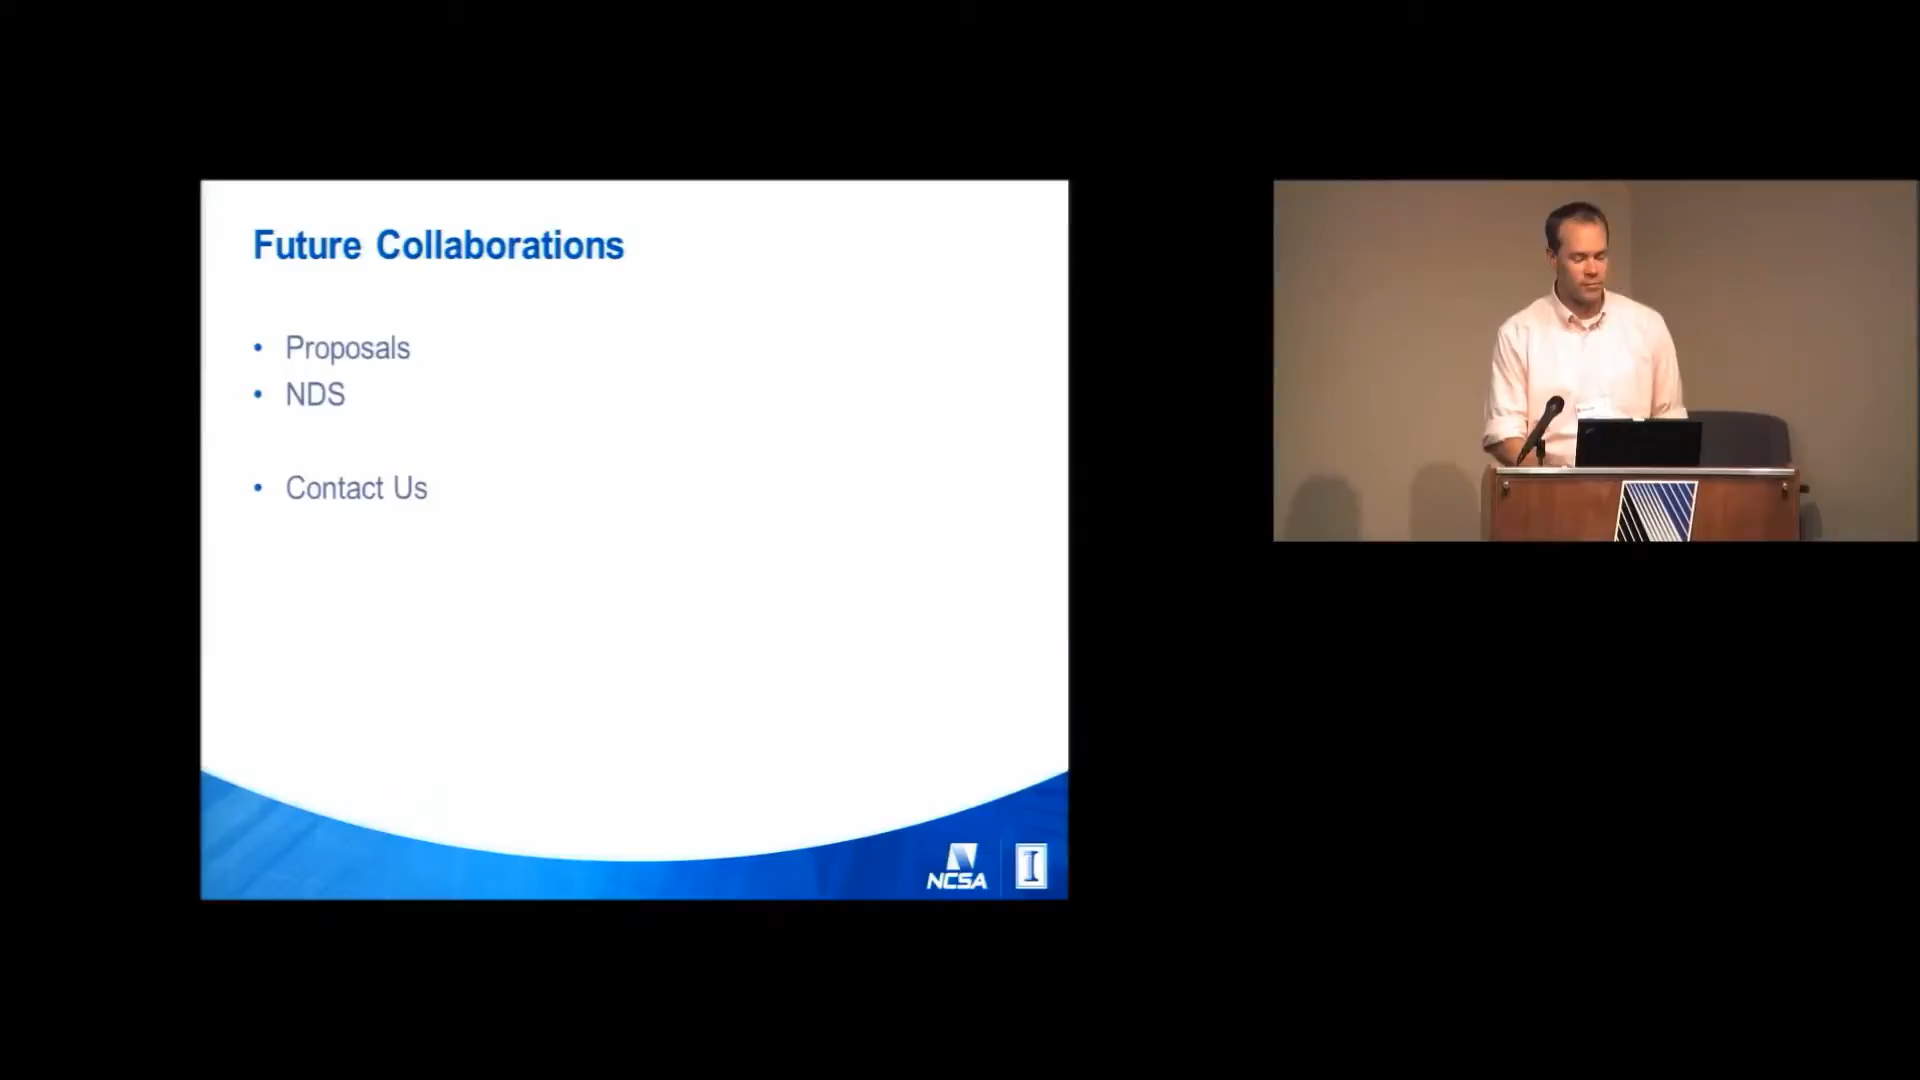 Future Collaborations
• Proposals
• NDS
• Contact Us
NCSA
I